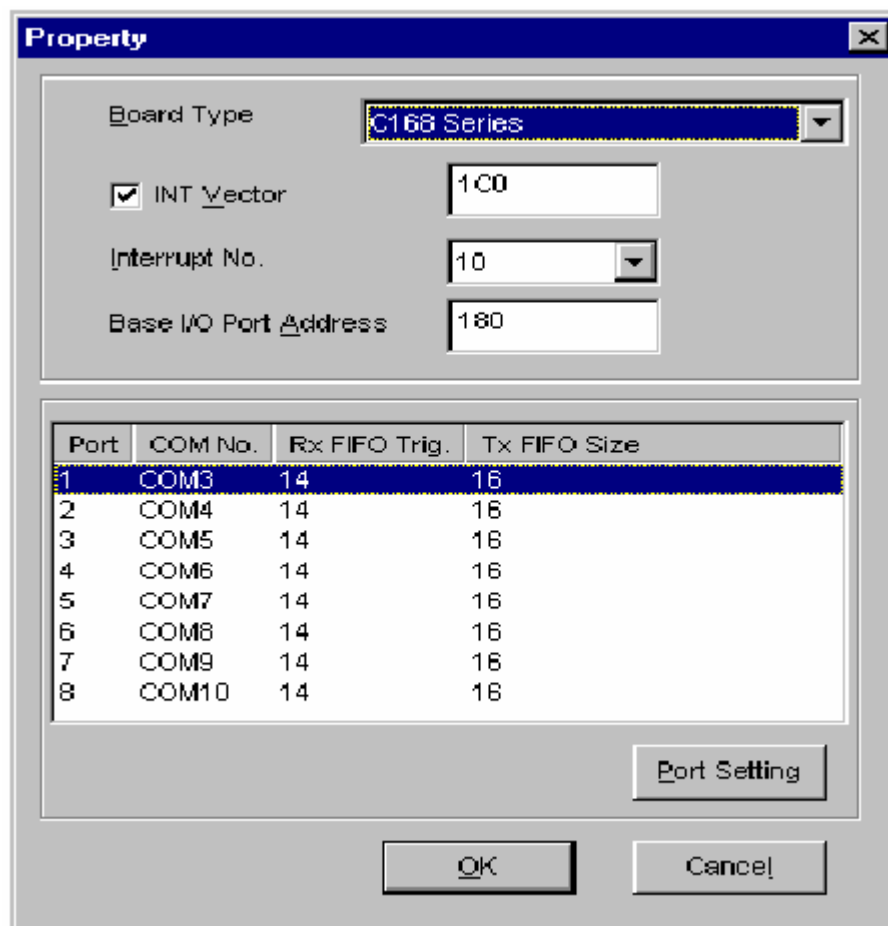 Property
Board Type C168 Series
INT Vector 1C0
Interrupt No. 10
Base I/O Port Address 180
Port COM No. Rx FIFO Trig. Tx FIFO Size
1 COM3 14 16
2 COM4 14 16
3 COM5 14 16
4 COM6 14 16
5 COM7 14 16
6 COM8 14 16
7 COM9 14 16
8 COM10 14 16
Port Setting
OK Cancel